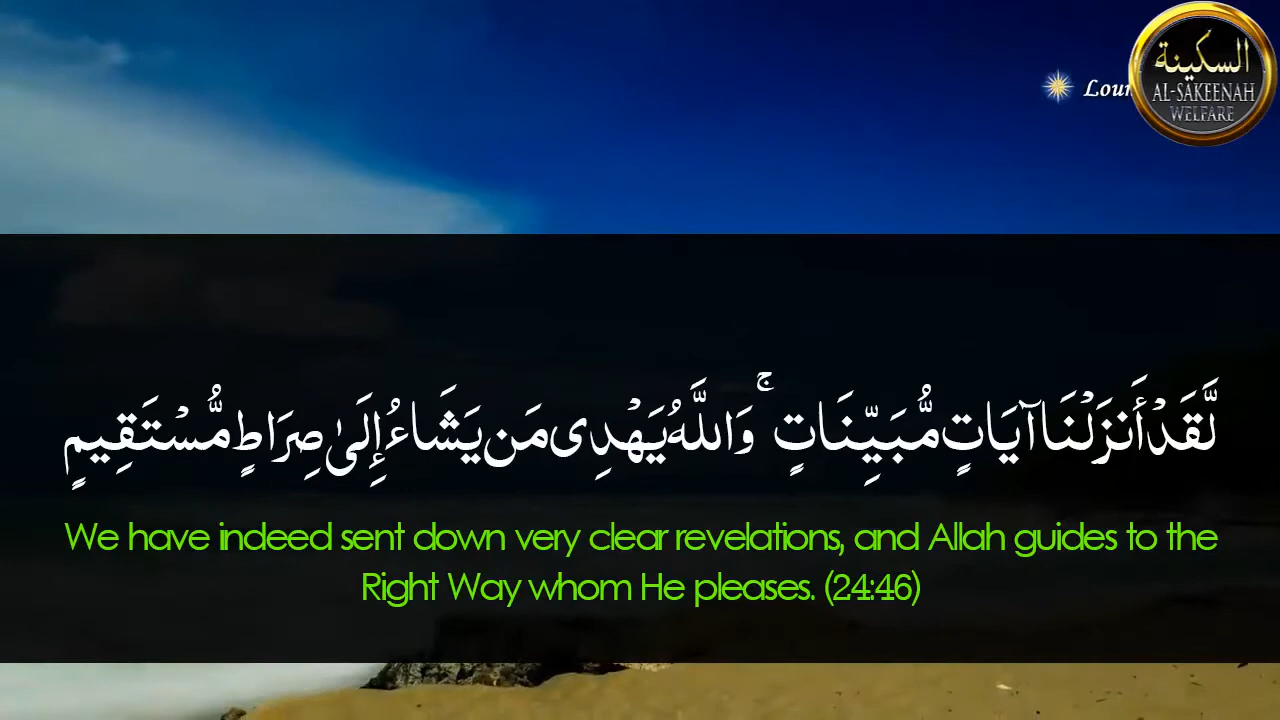 السكينة
AL-SAKEENAH
WELFARE
لَّقَدْ أَنزَلْنَا آيَاتٍ مُّبَيِّنَاتٍ ۚ وَاللَّهُ يَهْدِى مَن يَشَاءُ إِلَىٰ صِرَاطٍ مُّسْتَقِيمٍ
We have indeed sent down very clear revelations, and Allah guides to the
Right Way whom He pleases. (24:46)